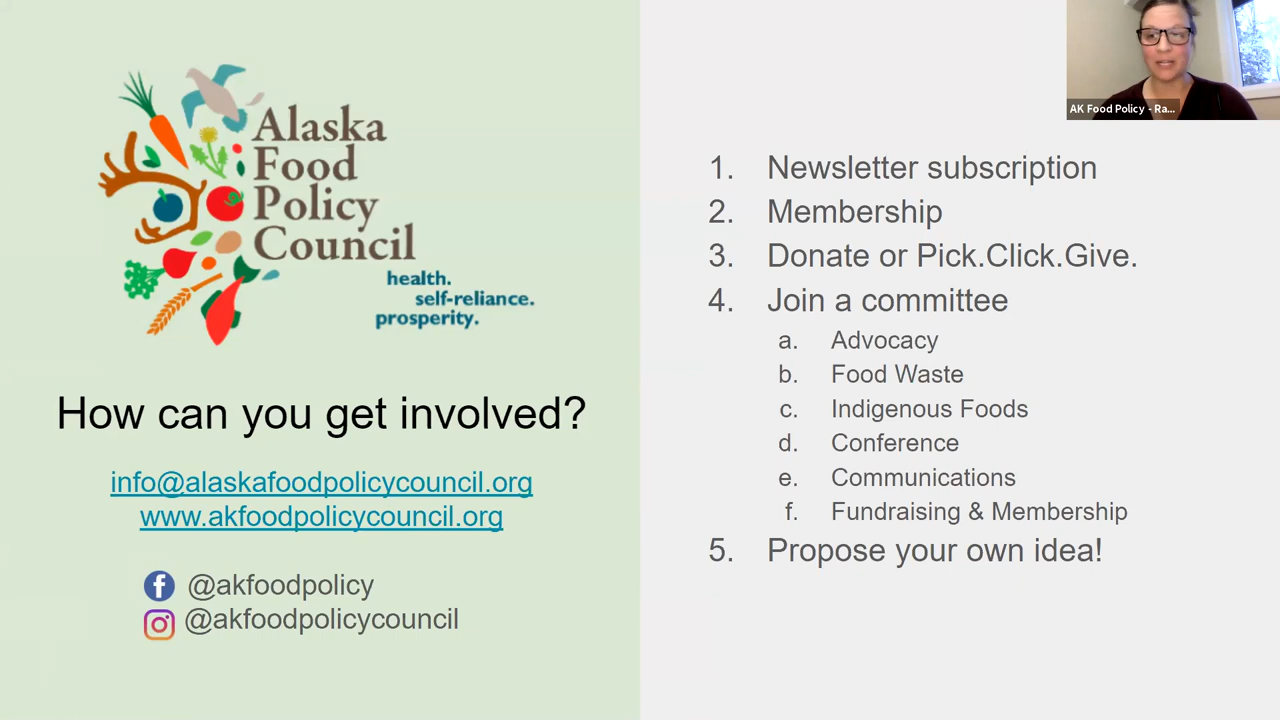 Alaska
Food
Policy
Council
health.
self-reliance.
prosperity.
How can you get involved?
info@alaskafoodpolicycouncil.org
www.akfoodpolicycouncil.org
@akfoodpolicy
@akfoodpolicycouncil
AK Food Policy - Ra...
1. Newsletter subscription
2. Membership
3. Donate or Pick.Click.Give.
4. Join a committee
a. Advocacy
b. Food Waste
c. Indigenous Foods
d. Conference
e. Communications
f. Fundraising & Membership
5. Propose your own idea!